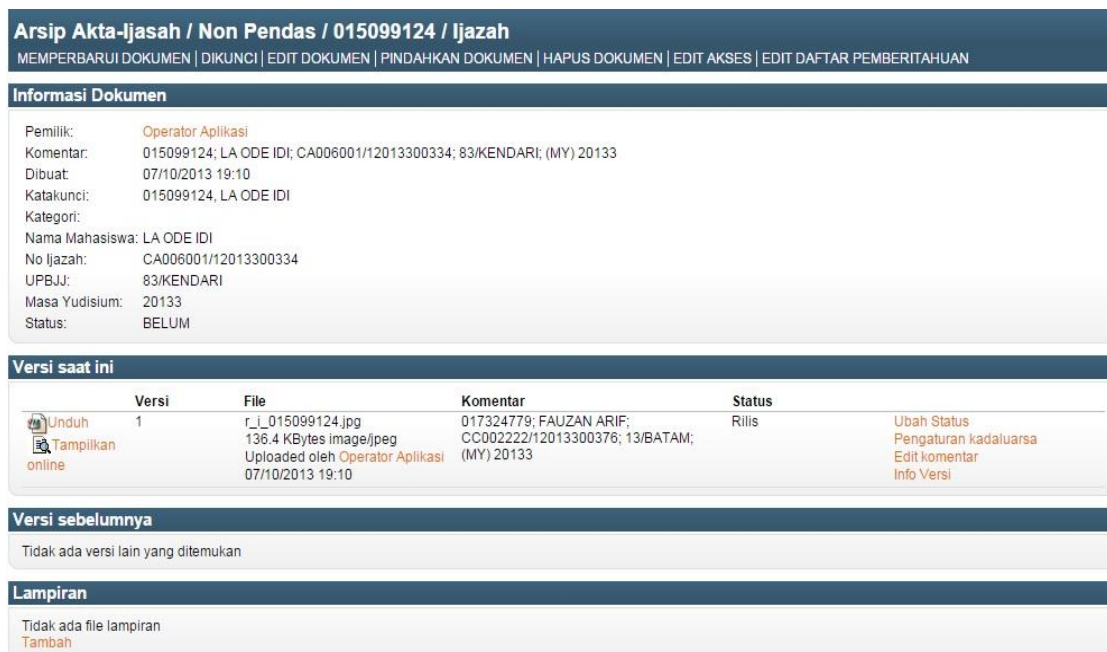 Arsip Akta-Ijasah / Non Pendas / 015099124 / Ijazah
MEMPERBARUI DOKUMEN | DIKUNCI | EDIT DOKUMEN | PINDAHKAN DOKUMEN | HAPUS DOKUMEN | EDIT AKSES | EDIT DAFTAR PEMBERITAHUAN
Informasi Dokumen
Pemilik: Operator Aplikasi
Komentar: 015099124; LA ODE IDI; CA006001/12013300334; 83/KENDARI; (MY) 20133
Dibuat: 07/10/2013 19:10
Katakunci: 015099124, LA ODE IDI
Kategori:
Nama Mahasiswa: LA ODE IDI
No Ijazah: CA006001/12013300334
UPBJJ: 83/KENDARI
Masa Yudisium: 20133
Status: BELUM
Versi saat ini
Versi File Komentar Status
Unduh 1 r_i_015099124.jpg 017324779; FAUZAN ARIF; Rilis Ubah Status
Tampilkan 136.4 KBytes image/jpeg CC002222/12013300376; 13/BATAM; Pengaturan kadaluarsa
online Uploaded oleh Operator Aplikasi (MY) 20133 Edit komentar
07/10/2013 19:10 Info Versi
Versi sebelumnya
Tidak ada versi lain yang ditemukan
Lampiran
Tidak ada file lampiran
Tambah